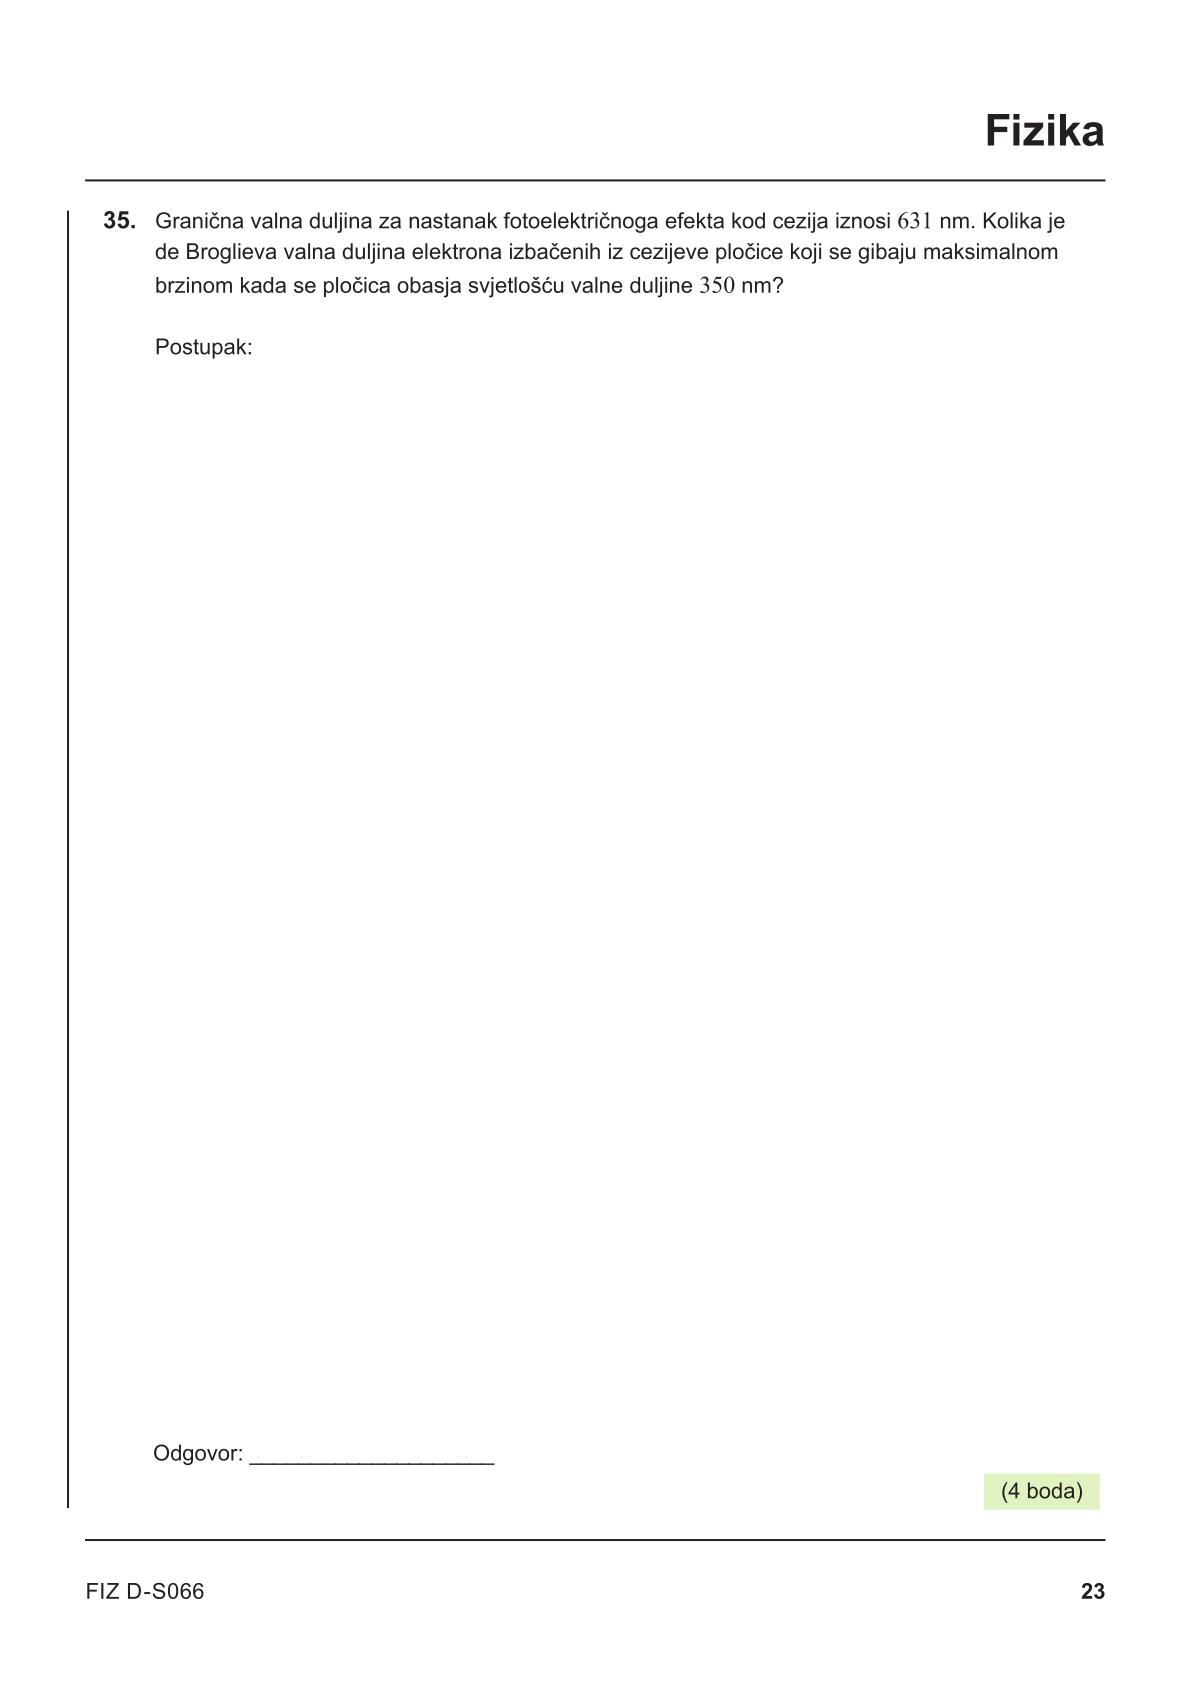 Fizika
35. Granična valna duljina za nastanak fotoelektričnoga efekta kod cezija iznosi 631 nm. Kolika je
de Broglieva valna duljina elektrona izbačenih iz cezijeve pločice koji se gibaju maksimalnom
brzinom kada se pločica obasja svjetlošću valne duljine 350 nm?
Postupak:
Odgovor: ____________________
(4 boda)
FIZ D-S066
23